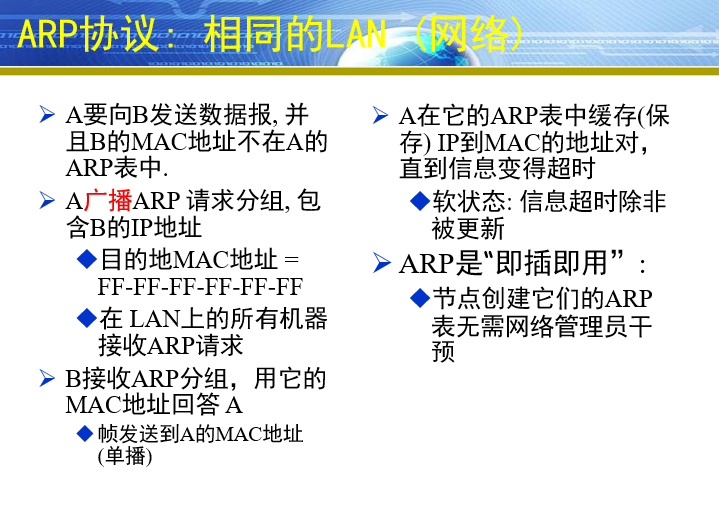 ARP协议: 相同的LAN (网络)
A要向B发送数据报, 并
且B的MAC地址不在A的
ARP表中.
A广播ARP 请求分组, 包
含B的IP地址
目的地MAC地址 =
FF-FF-FF-FF-FF-FF
在 LAN上的所有机器
接收ARP请求
B接收ARP分组，用它的
MAC地址回答 A
帧发送到A的MAC地址
(单播)
A在它的ARP表中缓存(保
存) IP到MAC的地址对，
直到信息变得超时
软状态: 信息超时除非
被更新
ARP是“即插即用”:
节点创建它们的ARP
表无需网络管理员干
预